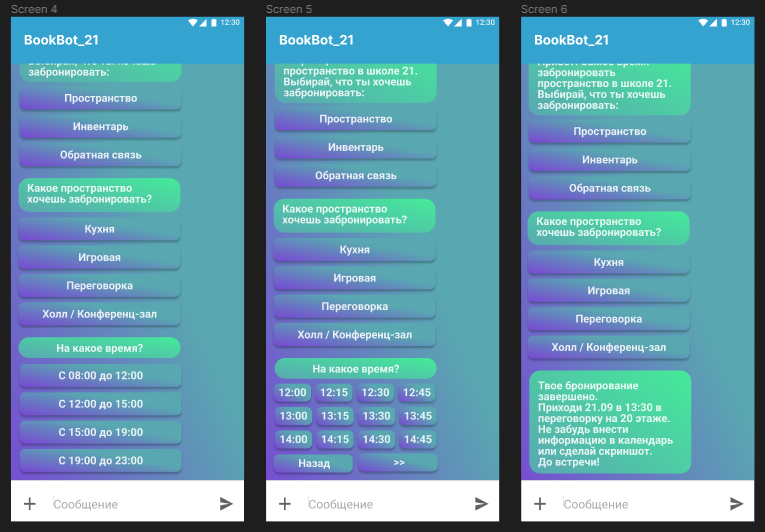 Screen 4
12:30
BookBot_21
забронировать:
Пространство
Инвентарь
Обратная связь
Какое пространство
хочешь забронировать?
Кухня
Игровая
Переговорка
Холл / Конференц-зал
На какое время?
С 08:00 до 12:00
С 12:00 до 15:00
С 15:00 до 19:00
С 19:00 до 23:00
Сообщение
Screen 5
12:30
BookBot_21
пространство в школе 21.
Выбирай, что ты хочешь
забронировать:
Пространство
Инвентарь
Обратная связь
Какое пространство
хочешь забронировать?
Кухня
Игровая
Переговорка
Холл / Конференц-зал
На какое время?
12:00 12:15 12:30 12:45
13:00 13:15 13:30 13:45
14:00 14:15 14:30 14:45
Назад >>
Сообщение
Screen 6
12:30
BookBot_21
забронировать
пространство в школе 21.
Выбирай, что ты хочешь
забронировать:
Пространство
Инвентарь
Обратная связь
Какое пространство
хочешь забронировать?
Кухня
Игровая
Переговорка
Холл / Конференц-зал
Твое бронирование
завершено.
Приходи 21.09 в 13:30 в
переговорку на 20 этаже.
Не забудь внести
информацию в календарь
или сделай скриншот.
До встречи!
Сообщение